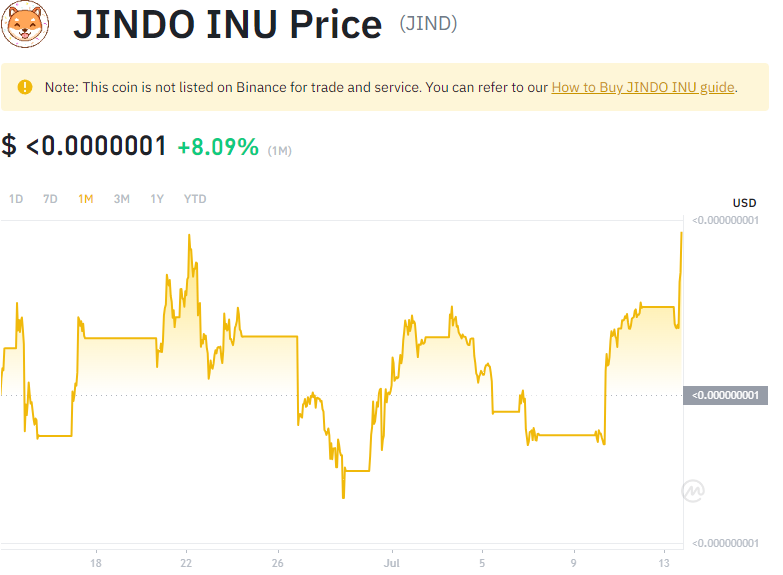 JINDO INU Price (JIND)
Note: This coin is not listed on Binance for trade and service. You can refer to our How to Buy JINDO INU guide.
$ <0.0000001 +8.09% (1M)
1D 7D 1M 3M 1Y YTD
USD
<0.000000001
<0.000000001
<0.000000001
18 22 26 Jul 5 9 13